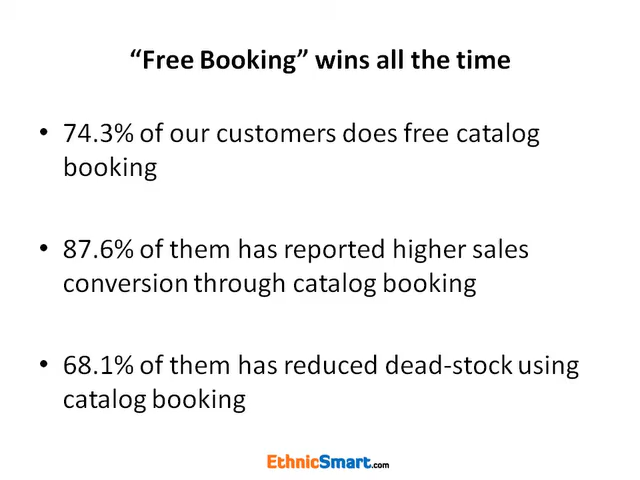 “Free Booking” wins all the time
• 74.3% of our customers does free catalog
booking
• 87.6% of them has reported higher sales
conversion through catalog booking
• 68.1% of them has reduced dead-stock using
catalog booking
EthnicSmart.com